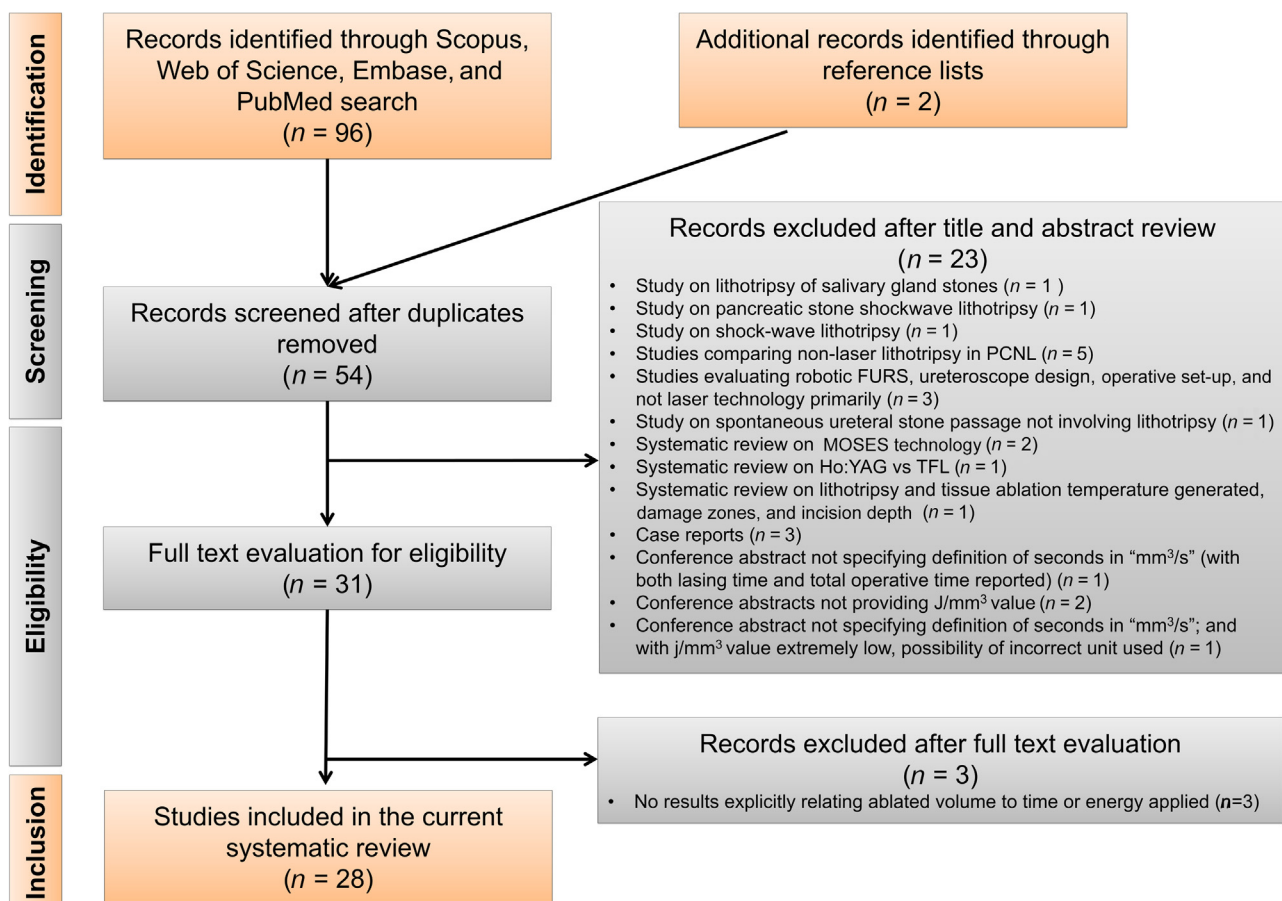 Identification
Records identified through Scopus,
Web of Science, Embase, and
PubMed search
(n = 96)
Additional records identified through
reference lists
(n = 2)
Screening
Records screened after duplicates
removed
(n = 54)
Records excluded after title and abstract review
(n = 23)
• Study on lithotripsy of salivary gland stones (n = 1 )
• Study on pancreatic stone shockwave lithotripsy (n = 1)
• Study on shock-wave lithotripsy (n = 1)
• Studies comparing non-laser lithotripsy in PCNL (n = 5)
• Studies evaluating robotic FURS, ureteroscope design, operative set-up, and
not laser technology primarily (n = 3)
• Study on spontaneous ureteral stone passage not involving lithotripsy (n = 1)
• Systematic review on MOSES technology (n = 2)
• Systematic review on Ho:YAG vs TFL (n = 1)
• Systematic review on lithotripsy and tissue ablation temperature generated,
damage zones, and incision depth (n = 1)
• Case reports (n = 3)
• Conference abstract not specifying definition of seconds in “mm³/s” (with
both lasing time and total operative time reported) (n = 1)
• Conference abstracts not providing J/mm³ value (n = 2)
• Conference abstract not specifying definition of seconds in “mm³/s”; and
with j/mm³ value extremely low, possibility of incorrect unit used (n = 1)
Eligibility
Full text evaluation for eligibility
(n = 31)
Records excluded after full text evaluation
(n = 3)
• No results explicitly relating ablated volume to time or energy applied (n=3)
Inclusion
Studies included in the current
systematic review
(n = 28)